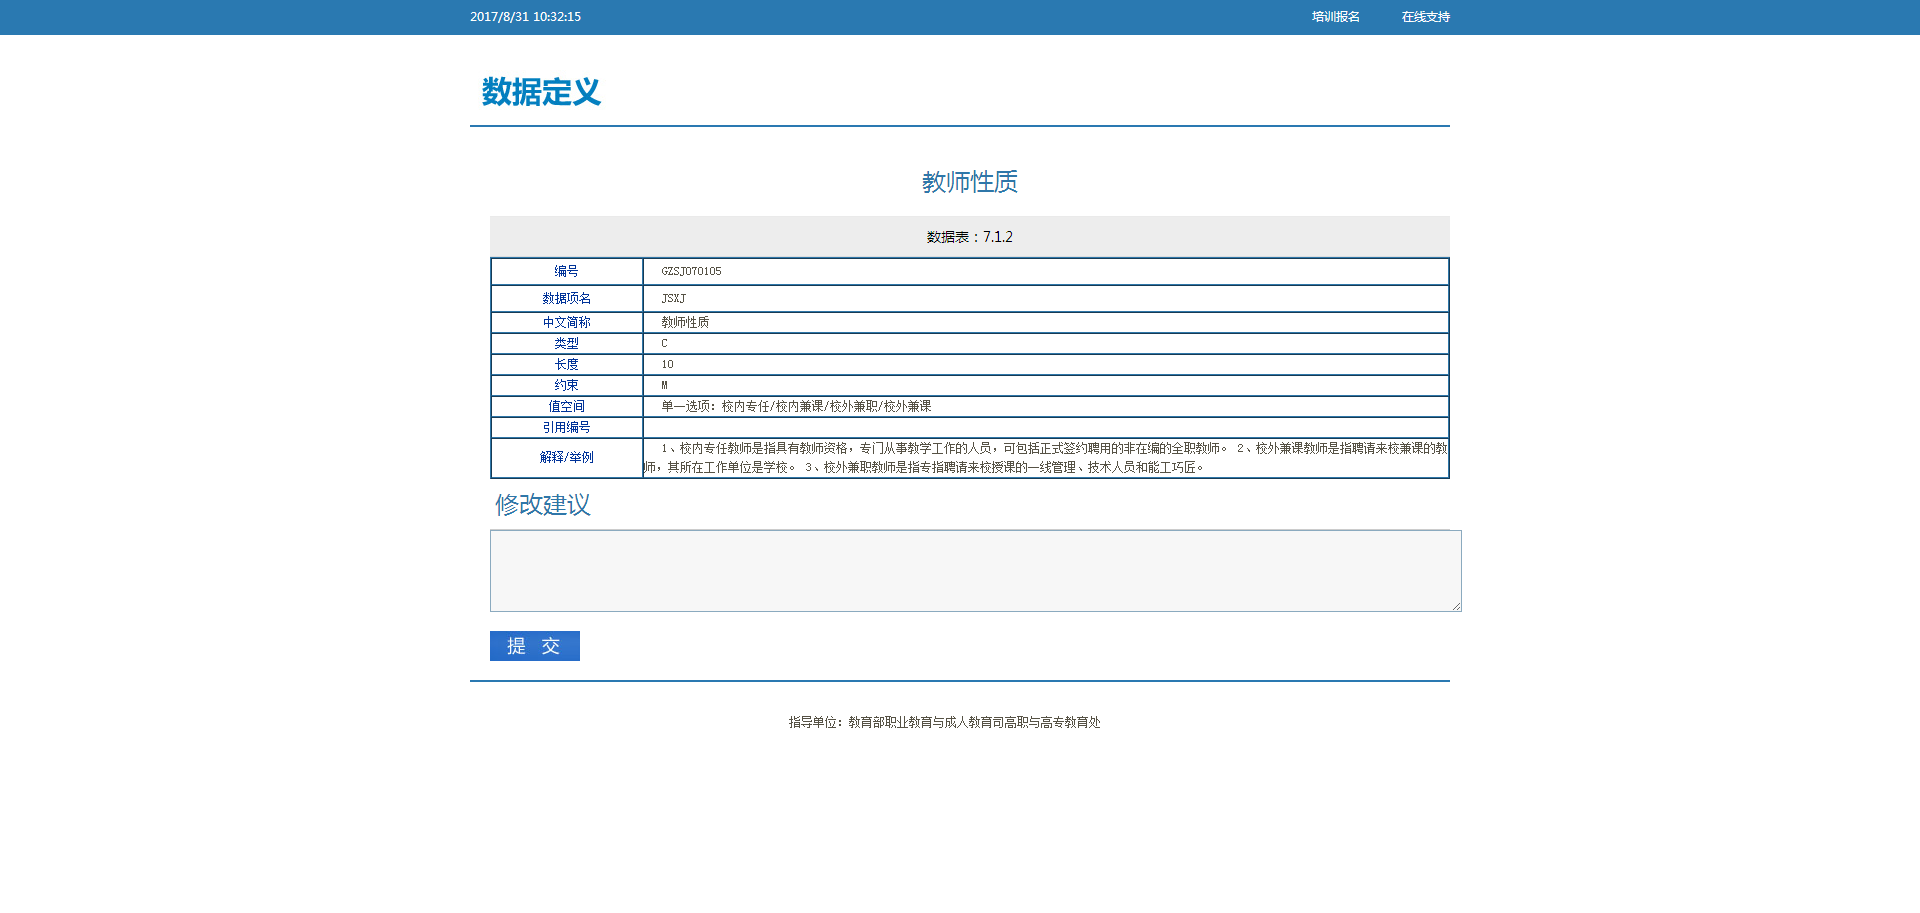 2017/8/31 10:32:15 培训报名 在线支持
数据定义
教师性质
数据表：7.1.2
编号 GZSJ070105
数据项名 JSXJ
中文简称 教师性质
类型 C
长度 10
约束 M
值空间 单一选项：校内专任/校内兼课/校外兼职/校外兼课
引用编号
解释/举例 1、校内专任教师是指具有教师资格，专门从事教学工作的人员，可包括正式签约聘用的非在编的全职教师。 2、校外兼课教师是指聘请来校兼课的教
师，其所在工作单位是学校。 3、校外兼职教师是指专指聘请来校授课的一线管理、技术人员和能工巧匠。
修改建议
提 交
指导单位：教育部职业教育与成人教育司高职与高专教育处